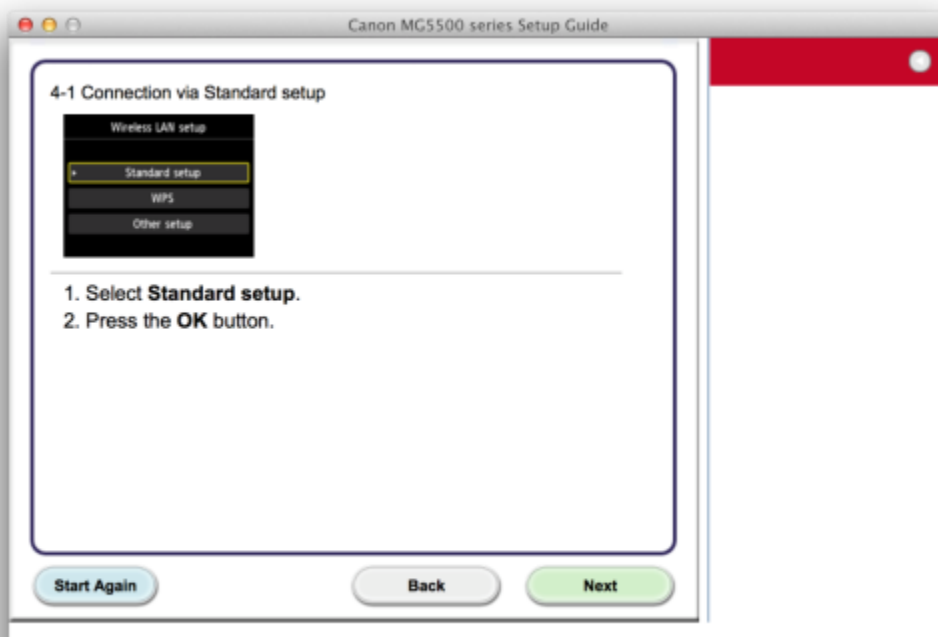 Canon MG5500 series Setup Guide
4-1 Connection via Standard setup
Wireless LAN setup
Standard setup
WPS
Other setup
1. Select Standard setup.
2. Press the OK button.
Start Again
Back
Next